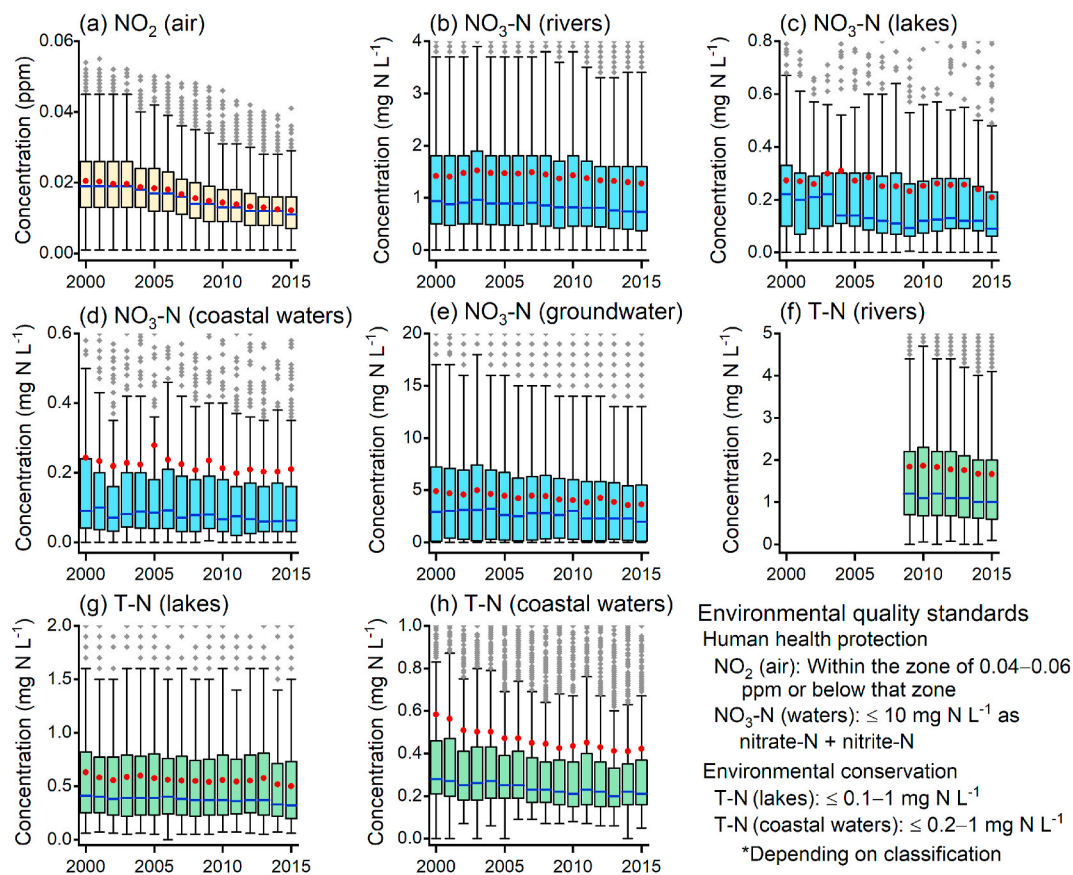 (a) NO₂ (air)
Concentration (ppm)
0.06
0.04
0.02
0.00
2000 2005 2010 2015
(b) NO₃-N (rivers)
Concentration (mg N L⁻¹)
4
3
2
1
0
2000 2005 2010 2015
(c) NO₃-N (lakes)
Concentration (mg N L⁻¹)
0.8
0.6
0.4
0.2
0.0
2000 2005 2010 2015
(d) NO₃-N (coastal waters)
Concentration (mg N L⁻¹)
0.6
0.4
0.2
0.0
2000 2005 2010 2015
(e) NO₃-N (groundwater)
Concentration (mg N L⁻¹)
20
15
10
5
0
2000 2005 2010 2015
(f) T-N (rivers)
Concentration (mg N L⁻¹)
5
4
3
2
1
0
2000 2005 2010 2015
(g) T-N (lakes)
Concentration (mg N L⁻¹)
2.0
1.5
1.0
0.5
0.0
2000 2005 2010 2015
(h) T-N (coastal waters)
Concentration (mg N L⁻¹)
1.0
0.8
0.6
0.4
0.2
0.0
2000 2005 2010 2015
Environmental quality standards
Human health protection
NO₂ (air): Within the zone of 0.04–0.06
ppm or below that zone
NO₃-N (waters): ≤ 10 mg N L⁻¹ as
nitrate-N + nitrite-N
Environmental conservation
T-N (lakes): ≤ 0.1–1 mg N L⁻¹
T-N (coastal waters): ≤ 0.2–1 mg N L⁻¹
*Depending on classification